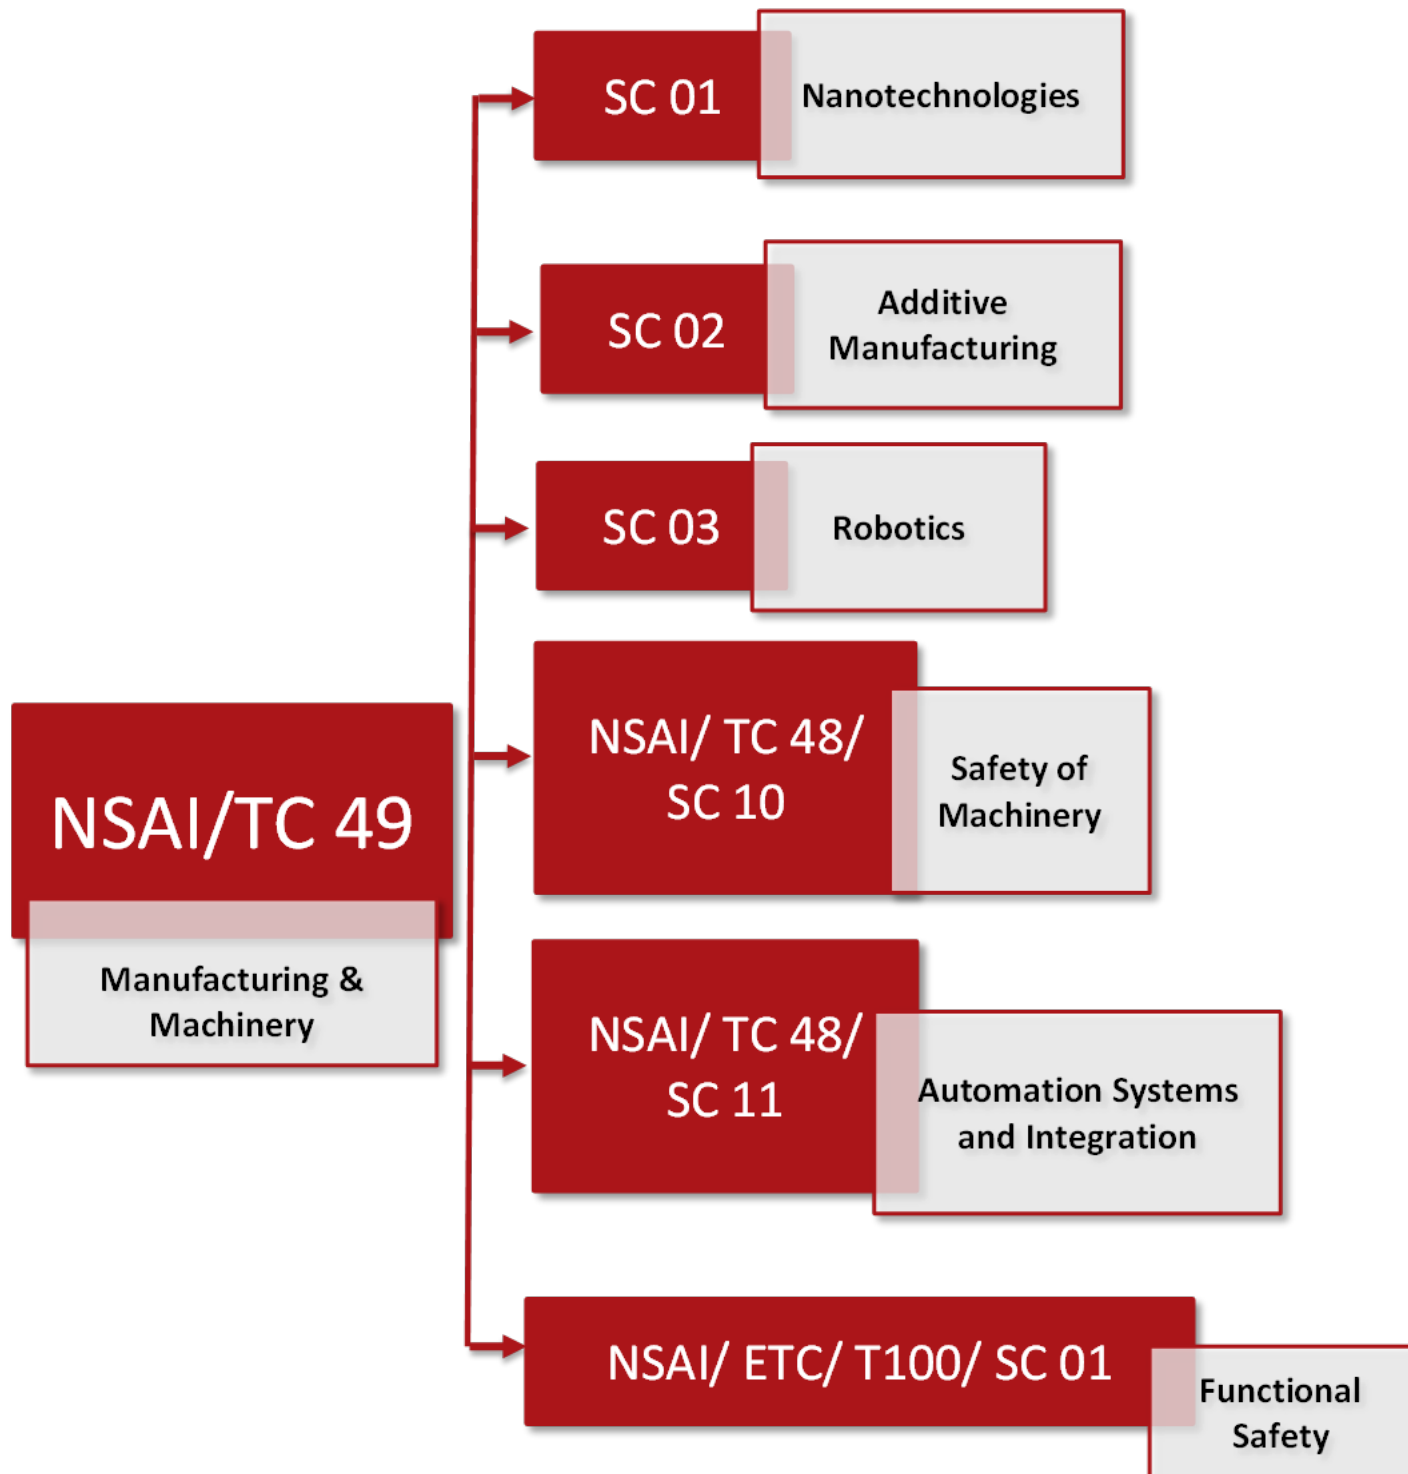 SC 01
Nanotechnologies
SC 02
Additive
Manufacturing
SC 03
Robotics
NSAI/ TC 48/
SC 10
Safety of
Machinery
NSAI/TC 49
Manufacturing &
Machinery
NSAI/ TC 48/
SC 11
Automation Systems
and Integration
NSAI/ ETC/ T100/ SC 01
Functional
Safety